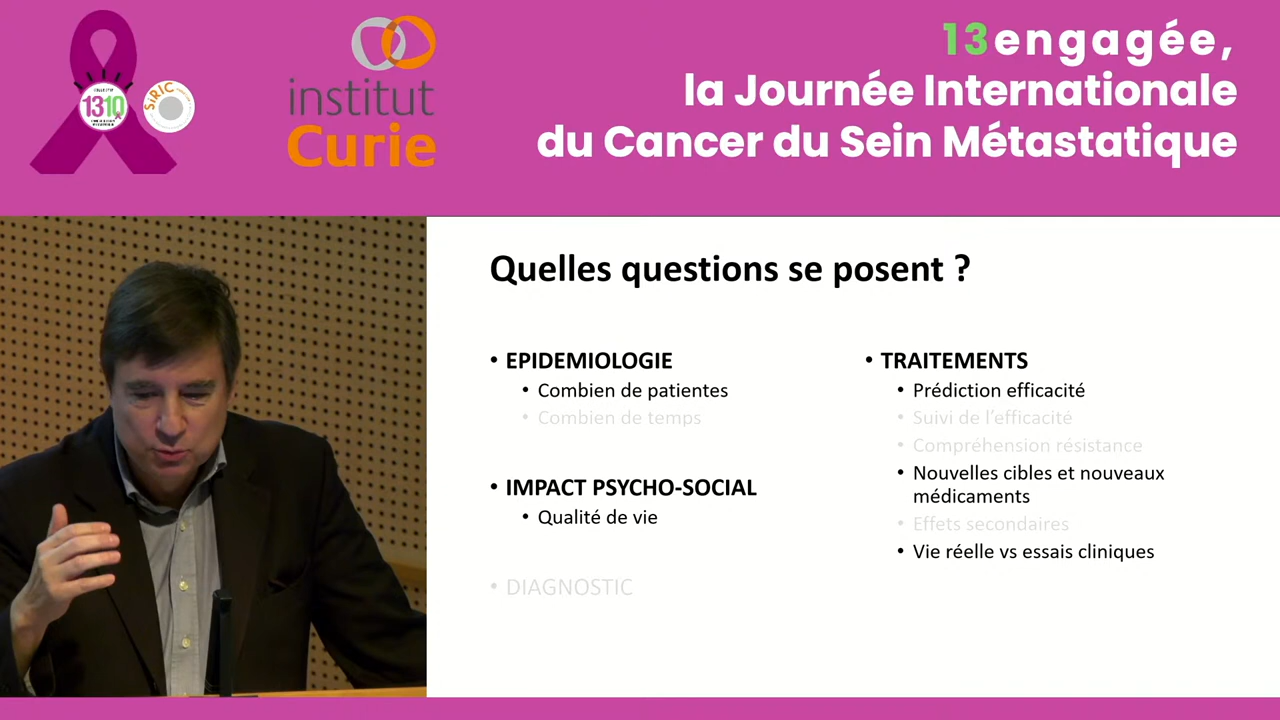 1310
SiRIC
institut
Curie
13engagée,
la Journée Internationale
du Cancer du Sein Métastatique
Quelles questions se posent ?
• EPIDEMIOLOGIE
• Combien de patientes
• Combien de temps
• IMPACT PSYCHO-SOCIAL
• Qualité de vie
• DIAGNOSTIC
• TRAITEMENTS
• Prédiction efficacité
• Suivi de l'efficacité
• Compréhension résistance
• Nouvelles cibles et nouveaux
médicaments
• Effets secondaires
• Vie réelle vs essais cliniques